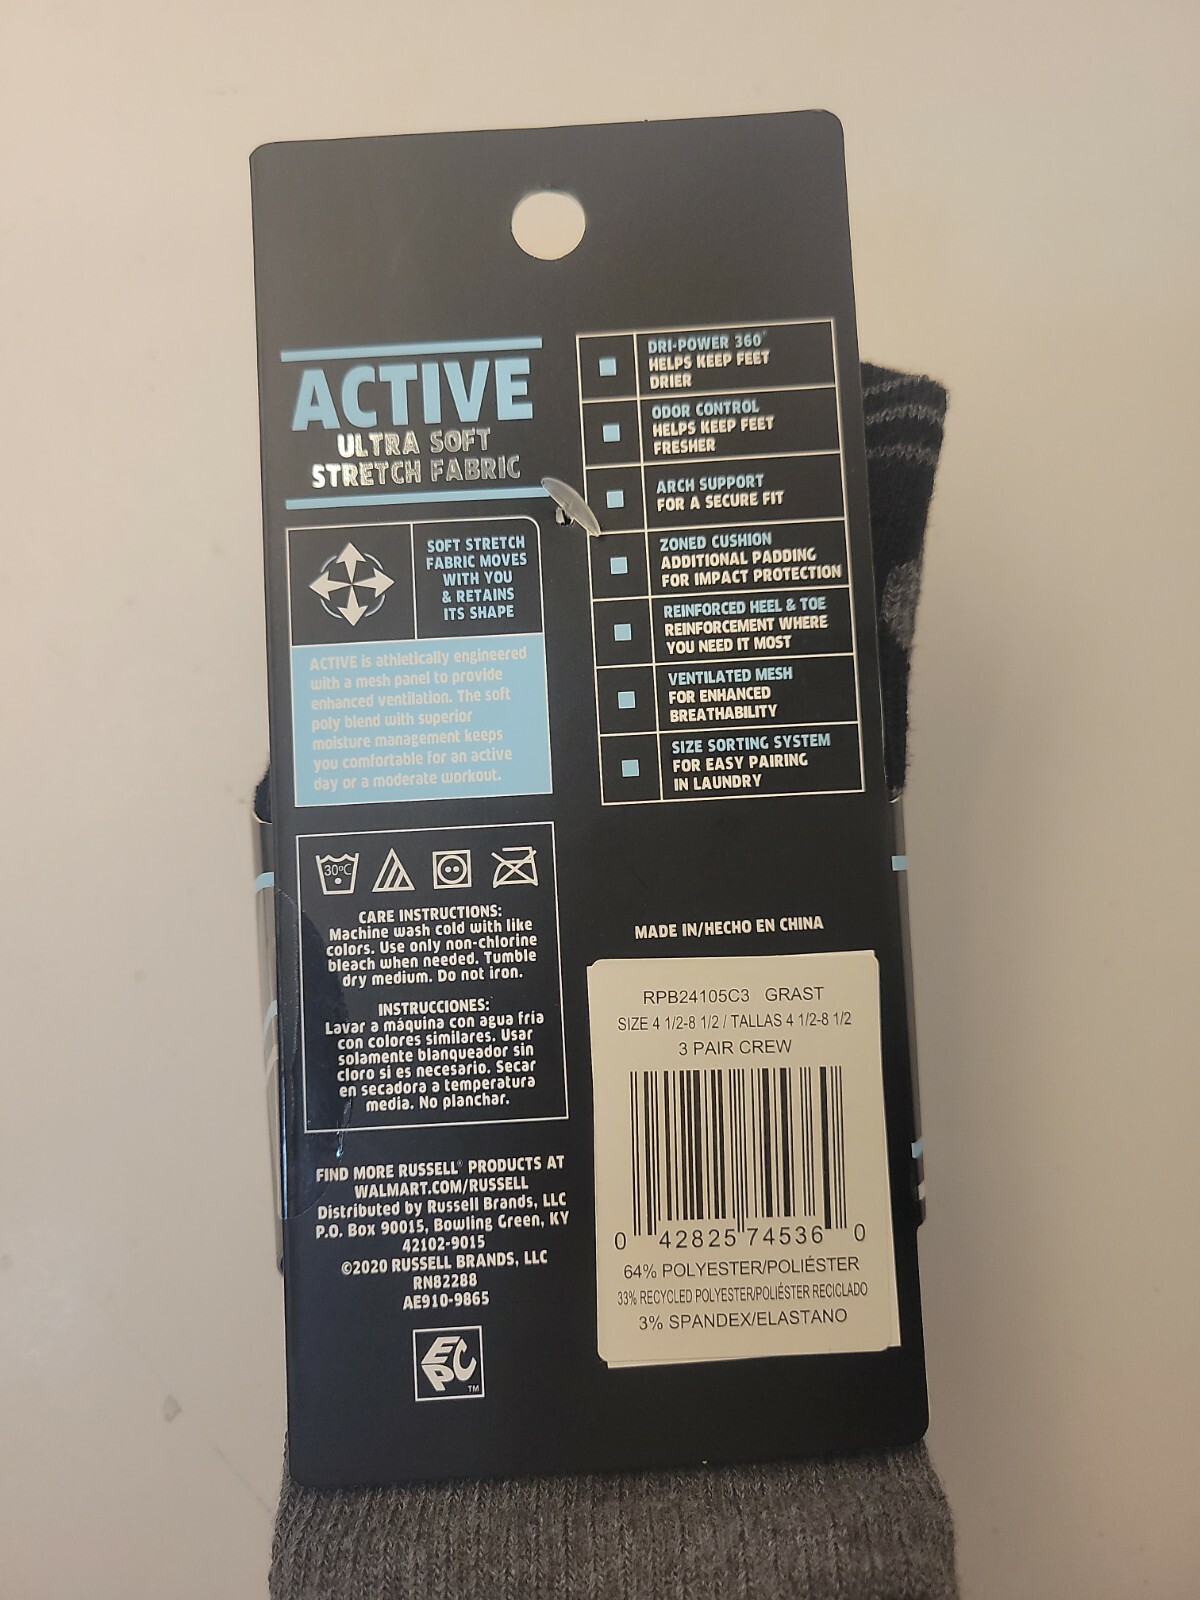 ACTIVE
ULTRA SOFT
STRETCH FABRIC
SOFT STRETCH
FABRIC MOVES
WITH YOU
& RETAINS
ITS SHAPE
ACTIVE is athletically engineered
with a mesh panel to provide
enhanced ventilation. The soft
poly blend with superior
moisture management keeps
you comfortable for an active
day or a moderate workout.
30°C
CARE INSTRUCTIONS:
Machine wash cold with like
colors. Use only non-chlorine
bleach when needed. Tumble
dry medium. Do not iron.
INSTRUCCIONES:
Lavar a máquina con agua fría
con colores similares. Usar
solamente blanqueador sin
cloro si es necesario. Secar
en secadora a temperatura
media. No planchar.
FIND MORE RUSSELL® PRODUCTS AT
WALMART.COM/RUSSELL
Distributed by Russell Brands, LLC
P.O. Box 90015, Bowling Green, KY
42102-9015
©2020 RUSSELL BRANDS, LLC
RN82288
AE910-9865
EPC
TM
DRI-POWER 360°
HELPS KEEP FEET
DRIER
ODOR CONTROL
HELPS KEEP FEET
FRESHER
ARCH SUPPORT
FOR A SECURE FIT
ZONED CUSHION
ADDITIONAL PADDING
FOR IMPACT PROTECTION
REINFORCED HEEL & TOE
REINFORCEMENT WHERE
YOU NEED IT MOST
VENTILATED MESH
FOR ENHANCED
BREATHABILITY
SIZE SORTING SYSTEM
FOR EASY PAIRING
IN LAUNDRY
MADE IN/HECHO EN CHINA
RPB24105C3 GRAST
SIZE 4 1/2-8 1/2 / TALLAS 4 1/2-8 1/2
3 PAIR CREW
0 42825 74536 0
64% POLYESTER/POLIÉSTER
33% RECYCLED POLYESTER/POLIÉSTER RECICLADO
3% SPANDEX/ELASTANO